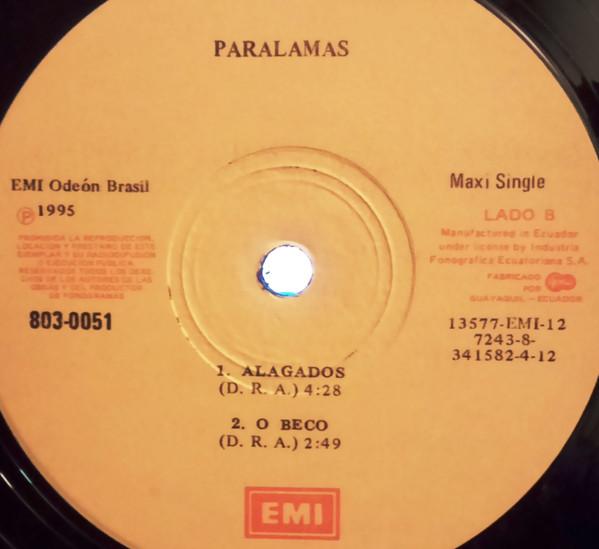 PARALAMAS
EMI Odeón Brasil
Ⓟ 1995
PROHIBIDA LA REPRODUCCION,
LOCACION Y PRESTAMO DE ESTE
EJEMPLAR Y SU RADIODIFUSION
O EJECUCION PUBLICA.
RESERVADOS TODOS LOS DERE-
CHOS DE LOS AUTORES DE LAS
OBRAS Y DEL PRODUCTOR
DE FONOGRAMAS
803-0051
Maxi Single
LADO B
Manufactured in Ecuador
under license by Industria
Fonográfica Ecuatoriana S.A.
FABRICADO
POR
GUAYAQUIL - ECUADOR
13577-EMI-12
7243-8-
341582-4-12
1. ALAGADOS
(D. R. A.) 4:28
2. O BECO
(D. R. A.) 2:49
EMI